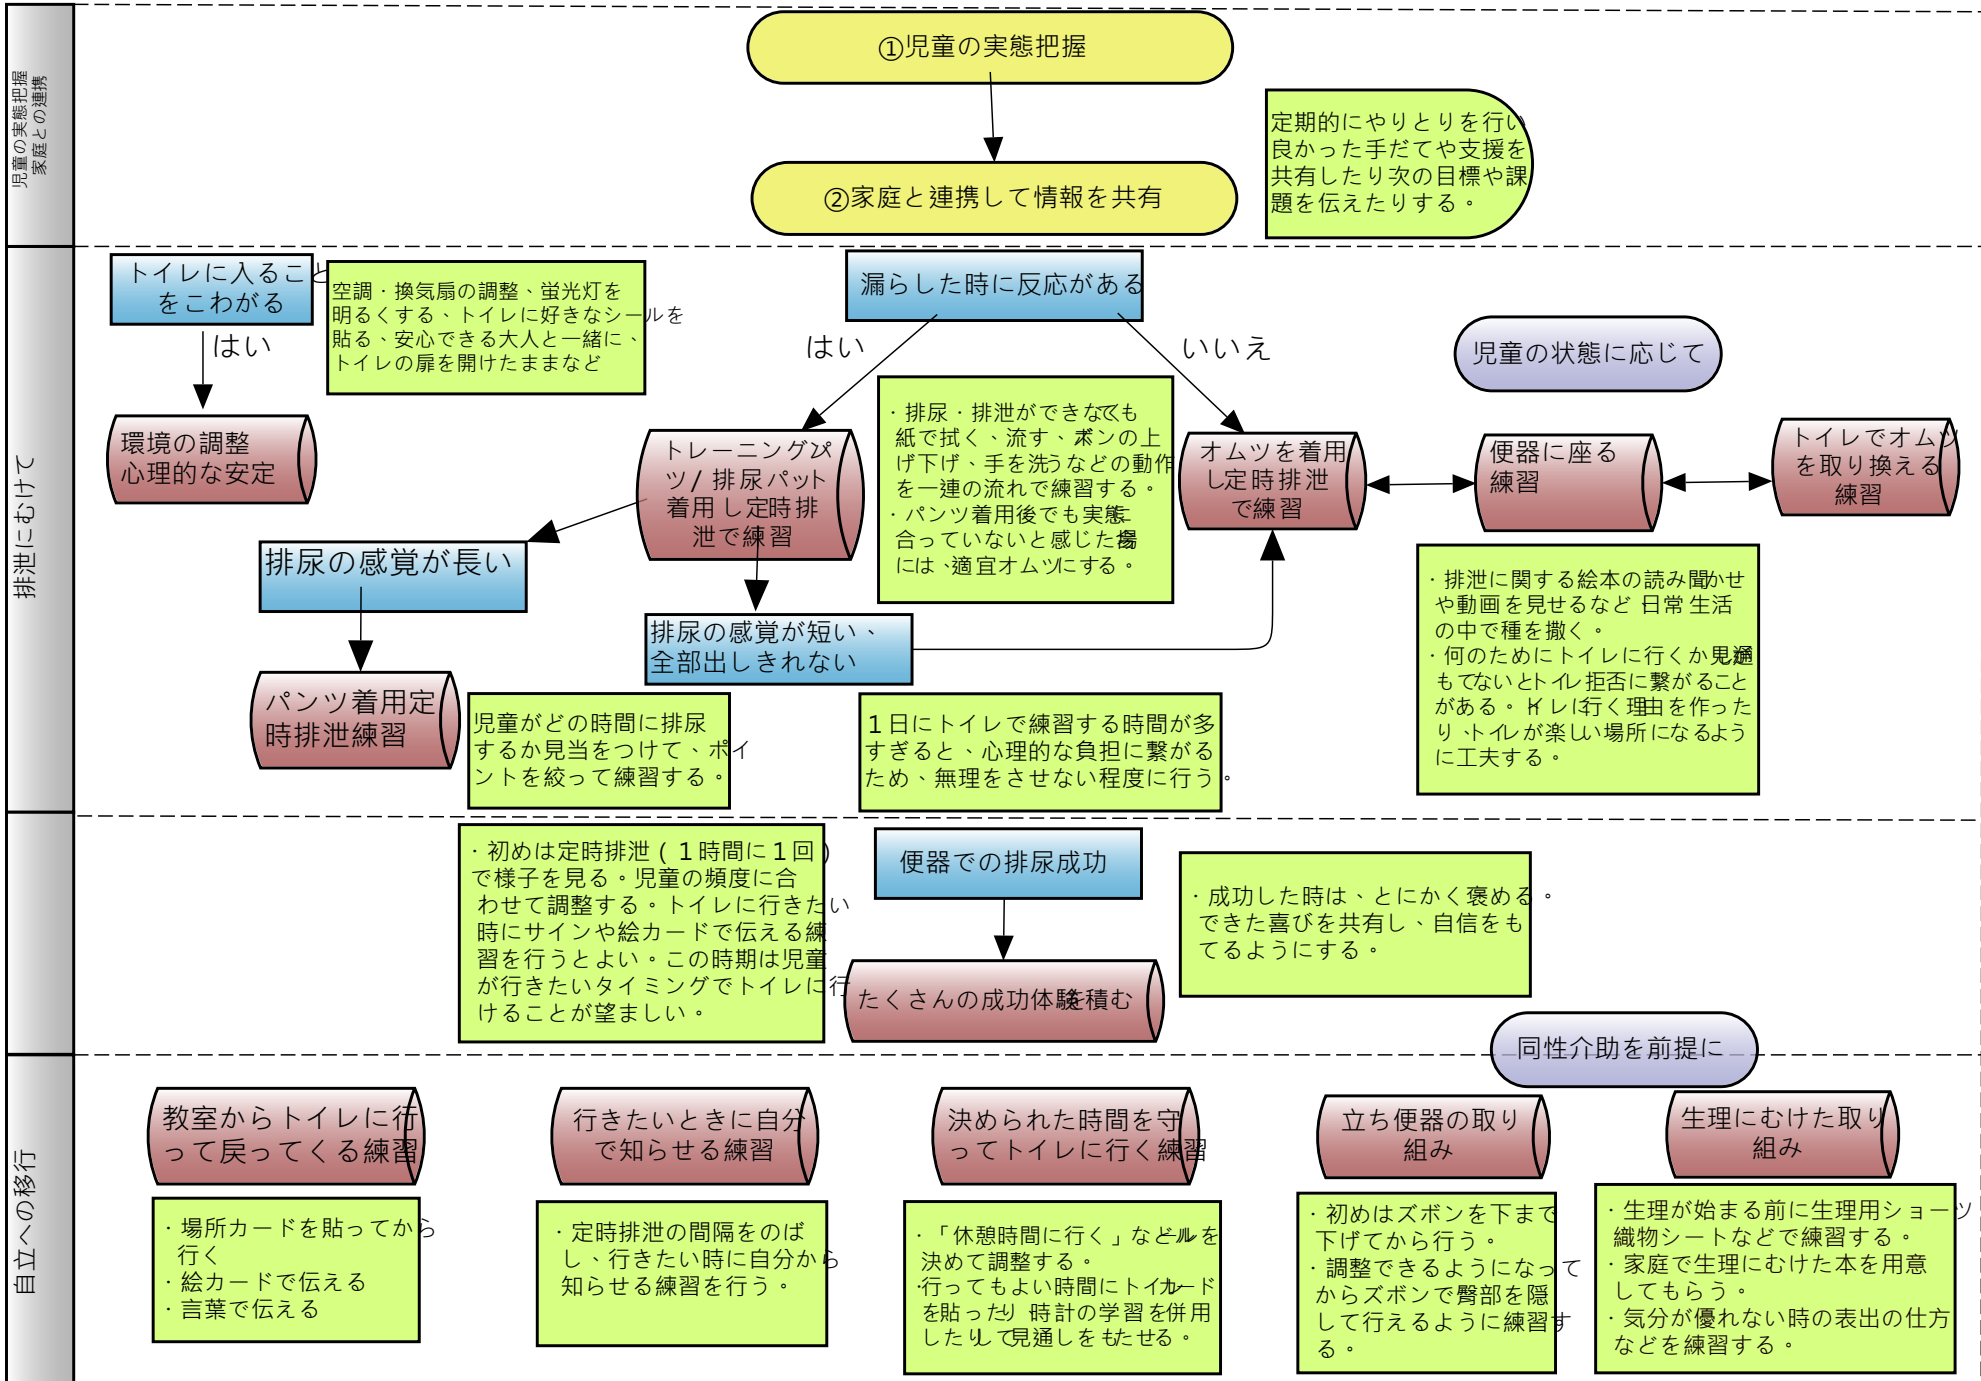 児童の実態把握
家庭との連携
①児童の実態把握
②家庭と連携して情報を共有
定期的にやりとりを行い
良かった手だてや支援を
共有したり次の目標や課
題を伝えたりする。
排泄にむけて
トイレに入ること
をこわがる
はい
空調・換気扇の調整、蛍光灯を
明るくする、トイレに好きなシールを
貼る、安心できる大人と一緒に、
トイレの扉を開けたままなど
環境の調整
心理的な安定
漏らした時に反応がある
はい
いいえ
児童の状態に応じて
トレーニングパ
ツ/排尿パット
着用し定時排
泄で練習
・排尿・排泄ができなくても
紙で拭く、流す、ズボンの上
げ下げ、手を洗うなどの動作
を一連の流れで練習する。
・パンツ着用後でも実態に
合っていないと感じた場合
には、適宜オムツにする。
オムツを着用
し定時排泄
で練習
便器に座る
練習
トイレでオムツ
を取り換える
練習
排尿の感覚が長い
排尿の感覚が短い、
全部出しきれない
パンツ着用定
時排泄練習
児童がどの時間に排尿
するか見当をつけて、ポイ
ントを絞って練習する。
1日にトイレで練習する時間が多
すぎると、心理的な負担に繋がる
ため、無理をさせない程度に行う。
・排泄に関する絵本の読み聞かせ
や動画を見せるなど日常生活
の中で種を撒く。
・何のためにトイレに行くか見通しが
もてないとトイレ拒否に繋がること
がある。トイレに行く理由を作った
り、トイレが楽しい場所になるよう
に工夫する。
・初めは定時排泄(1時間に1回)
で様子を見る。児童の頻度に合
わせて調整する。トイレに行きたい
時にサインや絵カードで伝える練
習を行うとよい。この時期は児童
が行きたいタイミングでトイレに行
けることが望ましい。
便器での排尿成功
たくさんの成功体験を積む
・成功した時は、とにかく褒める。
できた喜びを共有し、自信をも
てるようにする。
自立への移行
同性介助を前提に
教室からトイレに行
って戻ってくる練習
・場所カードを貼ってから
行く
・絵カードで伝える
・言葉で伝える
行きたいときに自分
で知らせる練習
・定時排泄の間隔をのば
し、行きたい時に自分から
知らせる練習を行う。
決められた時間を守
ってトイレに行く練習
・「休憩時間に行く」などルールを
決めて調整する。
・行ってもよい時間にトイレカード
を貼ったり、時計の学習を併用
したりして見通しをもたせる。
立ち便器の取り
組み
・初めはズボンを下まで
下げてから行う。
・調整できるようになって
からズボンで臀部を隠
して行えるように練習す
る。
生理にむけた取り
組み
・生理が始まる前に生理用ショーツ
織物シートなどで練習する。
・家庭で生理にむけた本を用意
してもらう。
・気分が優れない時の表出の仕方
などを練習する。